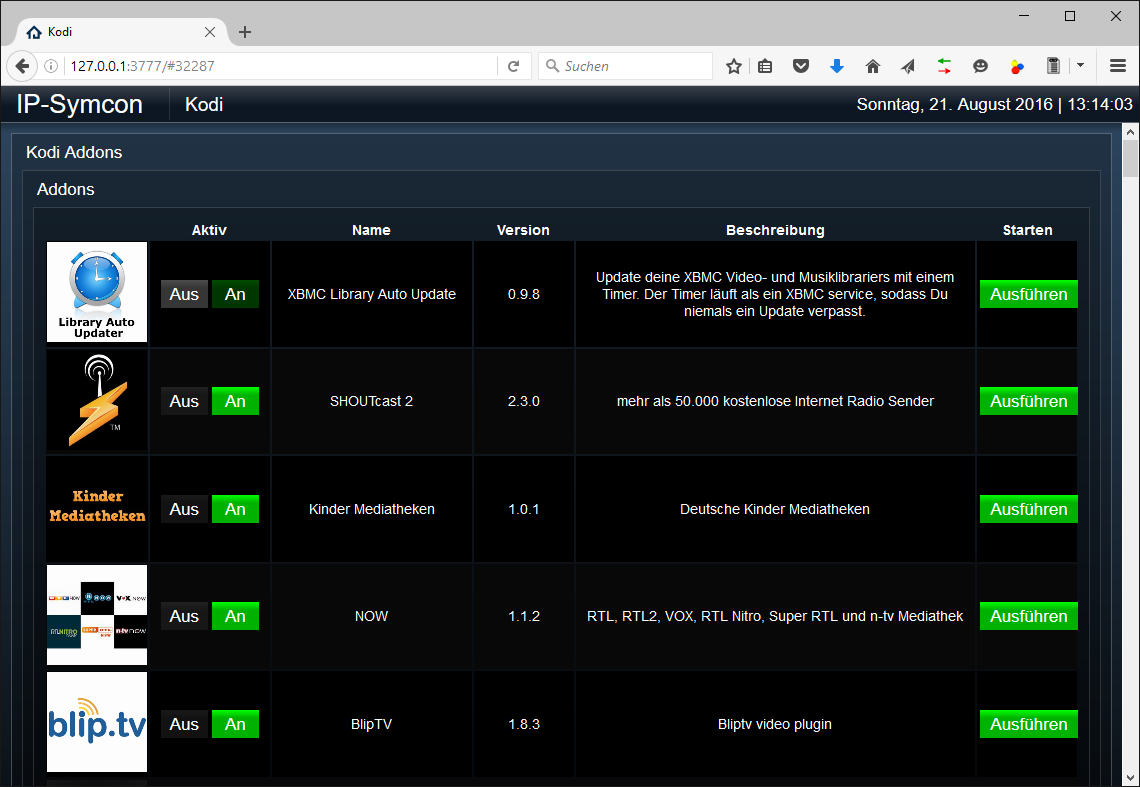 Kodi
127.0.0.1:3777/#32287
Suchen
IP-Symcon
Kodi
Sonntag, 21. August 2016 | 13:14:03
Kodi Addons
Addons
Aktiv Name Version Beschreibung Starten
Library Auto
Updater
Aus An
XBMC Library Auto Update
0.9.8
Update deine XBMC Video- und Musiklibrariers mit einem
Timer. Der Timer läuft als ein XBMC service, sodass Du
niemals ein Update verpasst.
Ausführen
TM
Aus An
SHOUTcast 2
2.3.0
mehr als 50.000 kostenlose Internet Radio Sender
Ausführen
Kinder
Mediatheken
Aus An
Kinder Mediatheken
1.0.1
Deutsche Kinder Mediatheken
Ausführen
VOX NOW
RTLNITRO
n-tv now
Aus An
NOW
1.1.2
RTL, RTL2, VOX, RTL Nitro, Super RTL und n-tv Mediathek
Ausführen
blip.tv
Aus An
BlipTV
1.8.3
Bliptv video plugin
Ausführen